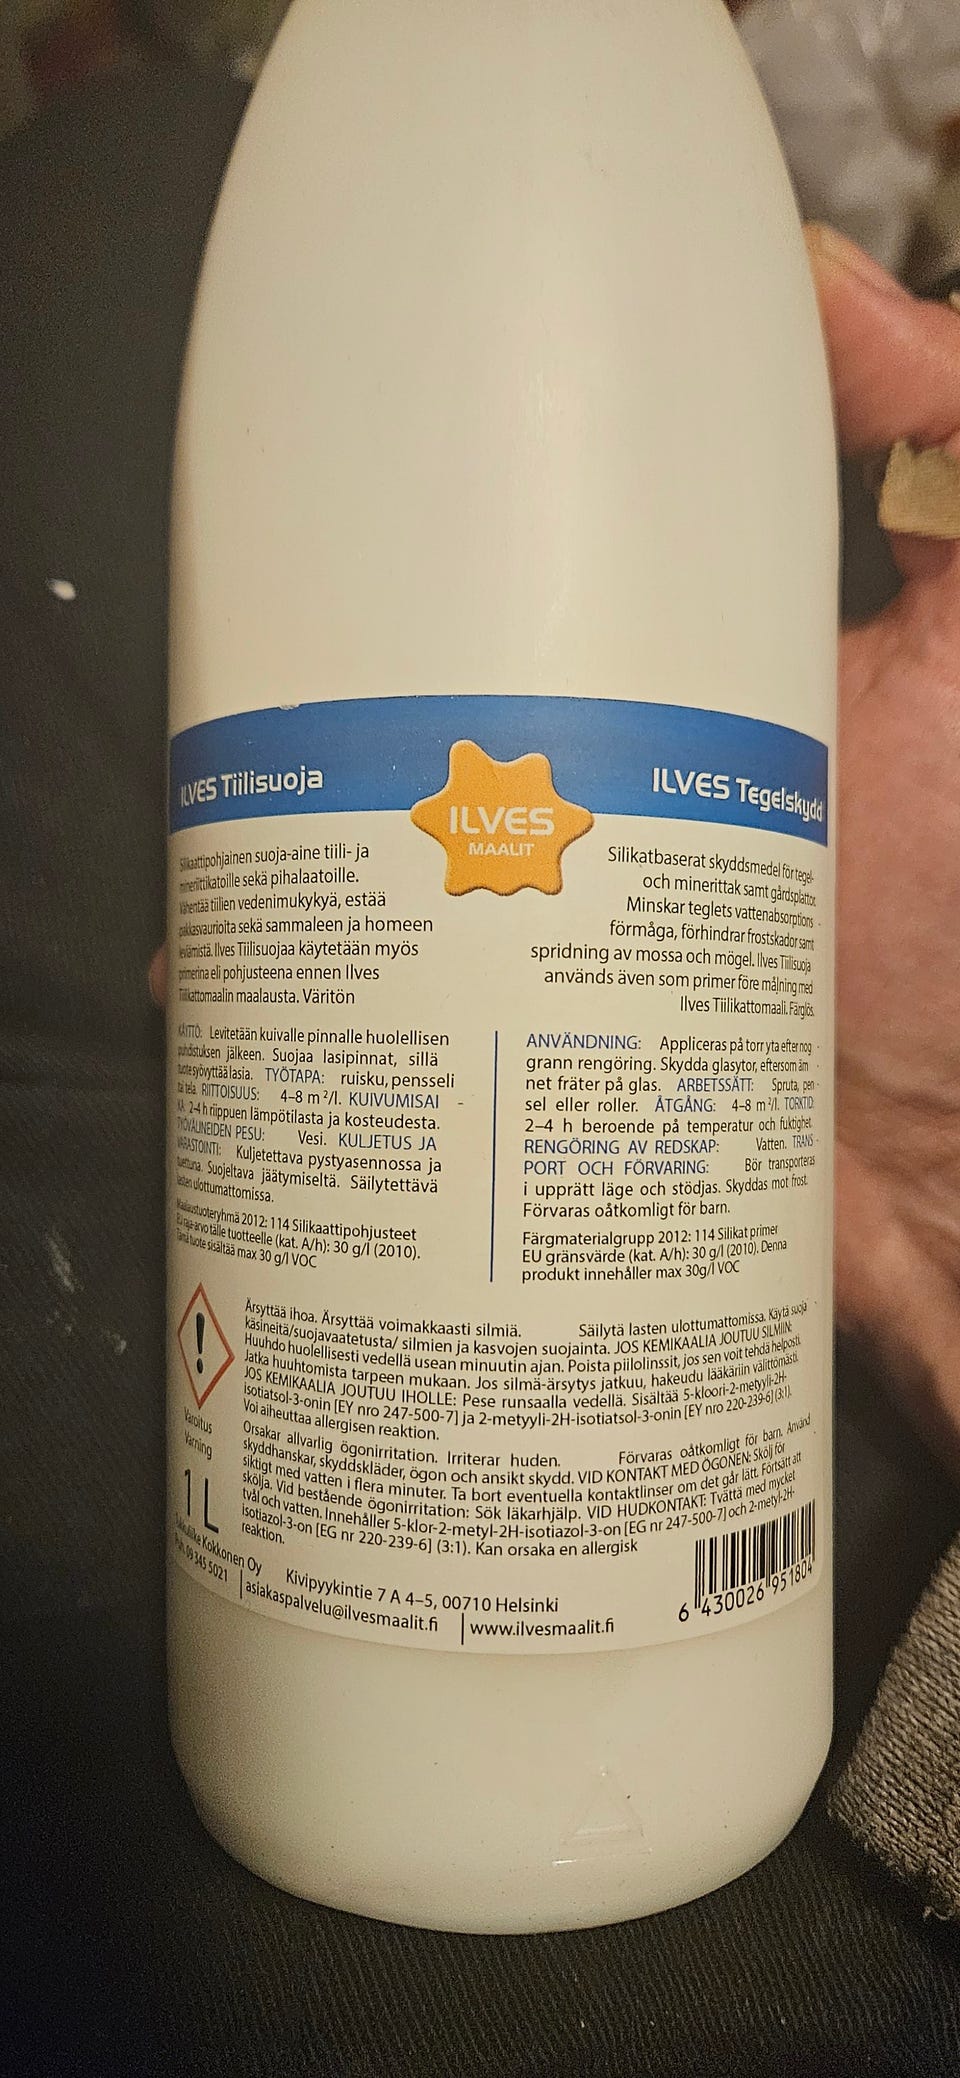 ILVES Tiilisuoja
ILVES
MAALIT
ILVES Tegelskydd
Silikaattipohjainen suoja-aine tiili- ja
mineriittikatoille sekä pihalaatoille.
Vähentää tiilien vedenimukykyä, estää
pakkasvaurioita sekä sammaleen ja homeen
leviämistä. Ilves Tiilisuojaa käytetään myös
primerina eli pohjusteena ennen Ilves
Tiilikattomaalin maalausta. Väritön
KÄYTTÖ: Levitetään kuivalle pinnalle huolellisen
puhdistuksen jälkeen. Suojaa lasipinnat, sillä
tuote syövyttää lasia. TYÖTAPA: ruisku, pensseli
tai tela. RIITTOISUUS: 4–8 m²/l. KUIVUMISAI -
KA: 2-4 h riippuen lämpötilasta ja kosteudesta.
TYÖVÄLINEIDEN PESU: Vesi. KULJETUS JA
VARASTOINTI: Kuljetettava pystyasennossa ja
tuettuna. Suojeltava jäätymiseltä. Säilytettävä
lasten ulottumattomissa.
Maalaustuoteryhmä 2012: 114 Silikaattipohjusteet
EU raja-arvo tälle tuotteelle (kat. A/h): 30 g/l (2010).
Tämä tuote sisältää max 30 g/l VOC
Silikatbaserat skyddsmedel för tegel-
och minerittak samt gårdsplattor.
Minskar teglets vattenabsorptions -
förmåga, förhindrar frostskador samt
spridning av mossa och mögel. Ilves Tiilisuoja
används även som primer före målning med
Ilves Tiilikattomaali. Färglös.
ANVÄNDNING: Appliceras på torr yta efter nog -
grann rengöring. Skydda glasytor, eftersom äm -
net fräter på glas. ARBETSSÄTT: Spruta, pen -
sel eller roller. ÅTGÅNG: 4–8 m²/l. TORKTID:
2–4 h beroende på temperatur och fuktighet.
RENGÖRING AV REDSKAP: Vatten. TRANS -
PORT OCH FÖRVARING: Bör transporteras
i upprätt läge och stödjas. Skyddas mot frost.
Förvaras oåtkomligt för barn.
Färgmaterialgrupp 2012: 114 Silikat primer
EU gränsvärde (kat. A/h): 30 g/l (2010). Denna
produkt innehåller max 30g/l VOC
Varoitus
Varning
Ärsyttää ihoa. Ärsyttää voimakkaasti silmiä. Säilytä lasten ulottumattomissa. Käytä suoja -
käsineitä/suojavaatetusta/ silmien ja kasvojen suojainta. JOS KEMIKAALIA JOUTUU SILMIIN:
Huuhdo huolellisesti vedellä usean minuutin ajan. Poista piilolinssit, jos sen voit tehdä helposti.
Jatka huuhtomista tarpeen mukaan. Jos silmä-ärsytys jatkuu, hakeudu lääkäriin välittömästi.
JOS KEMIKAALIA JOUTUU IHOLLE: Pese runsaalla vedellä. Sisältää 5-kloori-2-metyyli-2H-
isotiatsol-3-onin [EY nro 247-500-7] ja 2-metyyli-2H-isotiatsol-3-onin [EY nro 220-239-6] (3:1).
Voi aiheuttaa allergisen reaktion.
Orsakar allvarlig ögonirritation. Irriterar huden. Förvaras oåtkomligt för barn. Använd
skyddhanskar, skyddskläder, ögon och ansikt skydd. VID KONTAKT MED ÖGONEN: Skölj för
siktigt med vatten i flera minuter. Ta bort eventuella kontaktlinser om det går lätt. Fortsätt att
skölja. Vid bestående ögonirritation: Sök läkarhjälp. VID HUDKONTAKT: Tvätta med mycket
tvål och vatten. Innehåller 5-klor-2-metyl-2H-isotiazol-3-on [EG nr 247-500-7] och 2-metyl-2H-
isotiazol-3-on [EG nr 220-239-6] (3:1). Kan orsaka en allergisk
reaktion.
1 L
Kokkonen Oy
Puh. 09 345 5021
Kivipyykintie 7 A 4–5, 00710 Helsinki
asiakaspalvelu@ilvesmaalit.fi
www.ilvesmaalit.fi
6 430026 951804